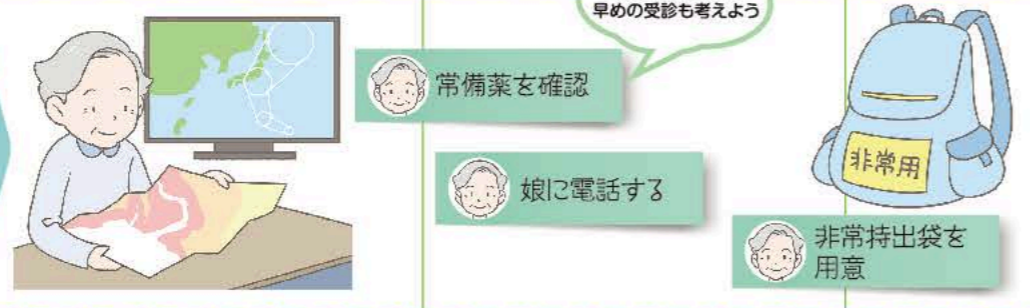 早めの受診も考えよう
常備薬を確認
娘に電話する
非常用
非常持出袋を
用意